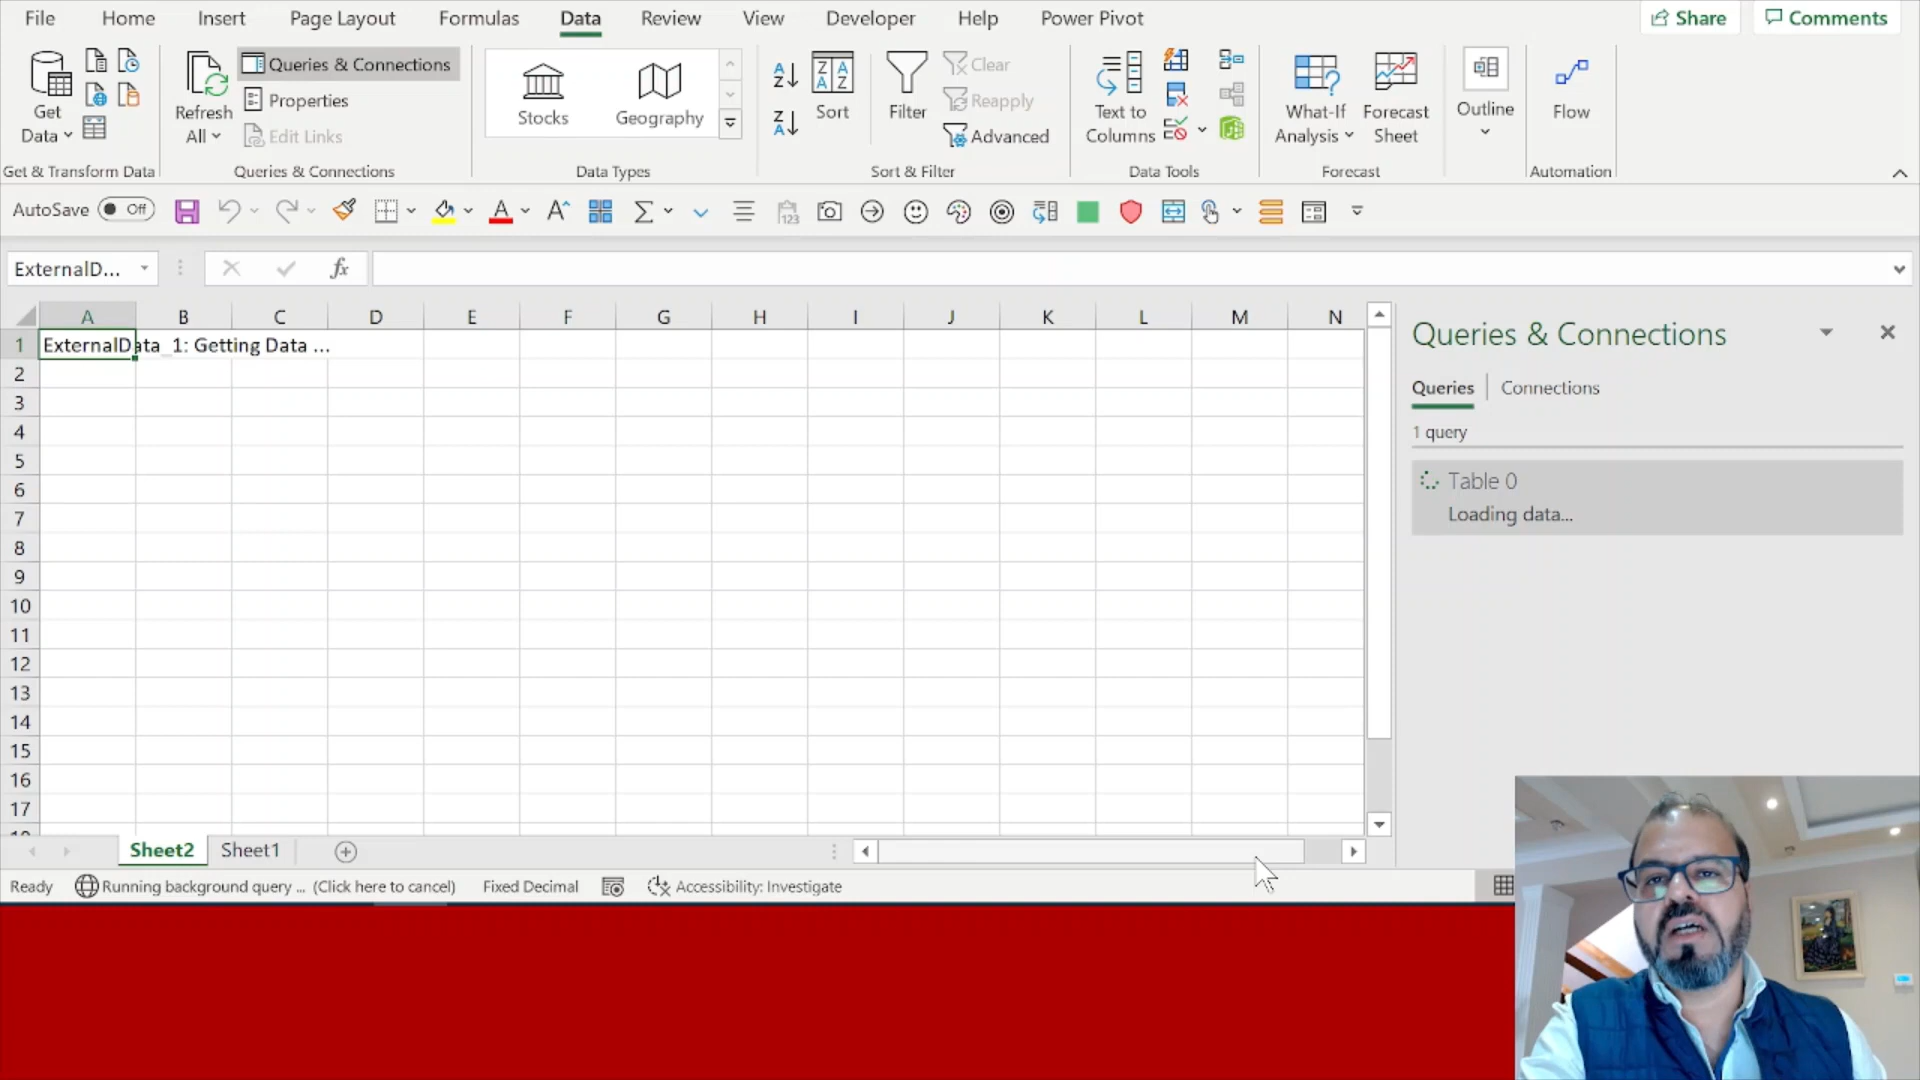 File Home Insert Page Layout Formulas Data Review View Developer Help Power Pivot Share Comments
Get Data
Refresh All
Queries & Connections
Properties
Edit Links
Stocks
Geography
Sort
Filter
Clear
Reapply
Advanced
Text to Columns
What-If Analysis
Forecast Sheet
Outline
Flow
Get & Transform Data Queries & Connections Data Types Sort & Filter Data Tools Forecast Automation
AutoSave Off
ExternalD... fx
A B C D E F G H I J K L M N
1 ExternalData_1: Getting Data ...
2
3
4
5
6
7
8
9
10
11
12
13
14
15
16
17
Queries & Connections
Queries Connections
1 query
Table 0
Loading data...
Sheet2 Sheet1
Ready Running background query ... (Click here to cancel) Fixed Decimal Accessibility: Investigate